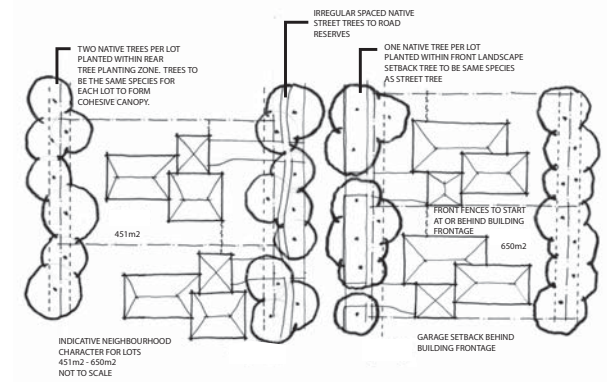 IRREGULAR SPACED NATIVE
STREET TREES TO ROAD
RESERVES
TWO NATIVE TREES PER LOT
PLANTED WITHIN REAR
TREE PLANTING ZONE. TREES TO
BE THE SAME SPECIES FOR
EACH LOT TO FORM
COHESIVE CANOPY.
ONE NATIVE TREE PER LOT
PLANTED WITHIN FRONT LANDSCAPE
SETBACK TREE TO BE SAME SPECIES
AS STREET TREE
FRONT FENCES TO START
AT OR BEHIND BUILDING
FRONTAGE
451m2
650m2
INDICATIVE NEIGHBOURHOOD
CHARACTER FOR LOTS
451m2 - 650m2
NOT TO SCALE
GARAGE SETBACK BEHIND
BUILDING FRONTAGE